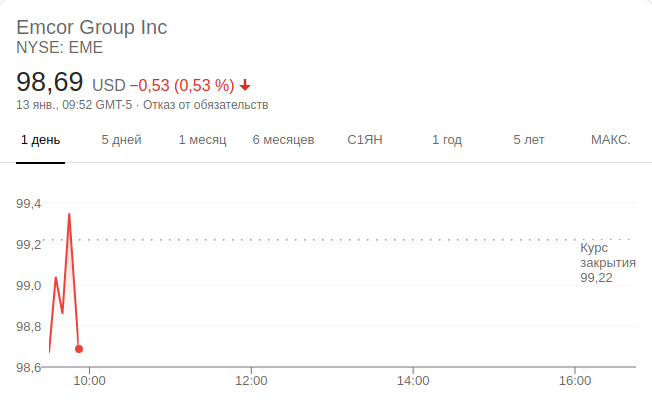 Emcor Group Inc
NYSE: EME
98,69 USD −0,53 (0,53 %)
13 янв., 09:52 GMT-5 · Отказ от обязательств
1 день 5 дней 1 месяц 6 месяцев С1ЯН 1 год 5 лет МАКС.
99,4
99,2
Курс
закрытия
99,22
99,0
98,8
98,6
10:00 12:00 14:00 16:00